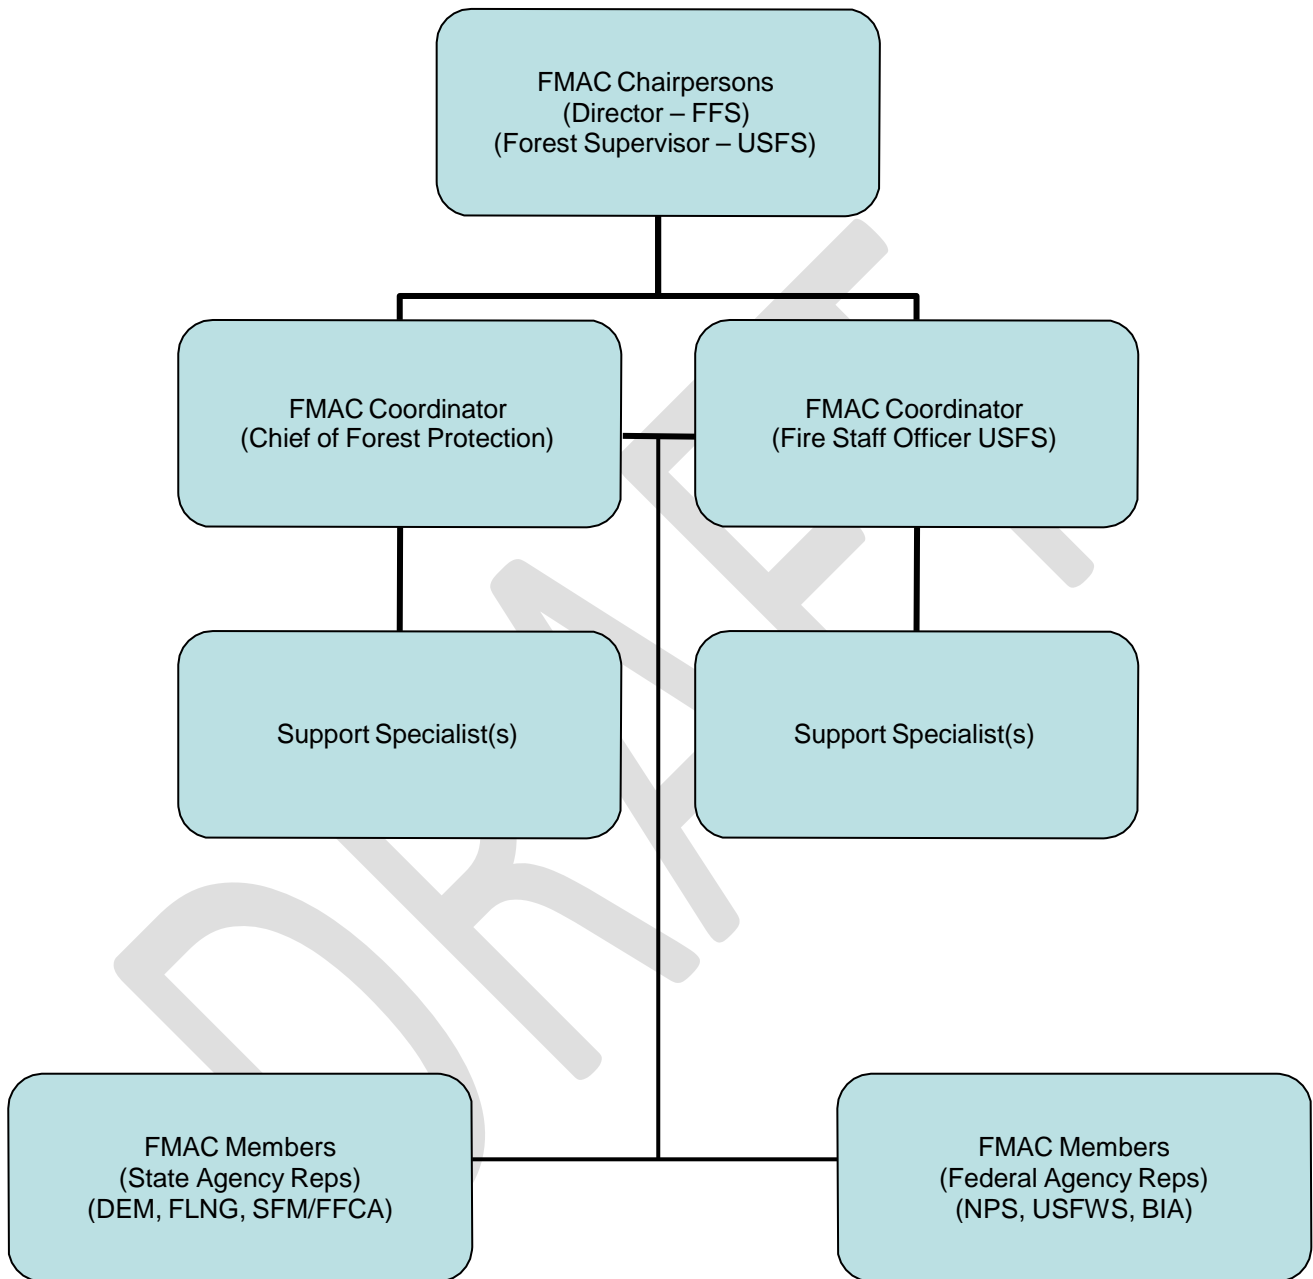 FMAC Chairpersons
(Director – FFS)
(Forest Supervisor – USFS)
FMAC Coordinator
(Chief of Forest Protection)
FMAC Coordinator
(Fire Staff Officer USFS)
Support Specialist(s)
Support Specialist(s)
FMAC Members
(State Agency Reps)
(DEM, FLNG, SFM/FFCA)
FMAC Members
(Federal Agency Reps)
(NPS, USFWS, BIA)
DRAFT